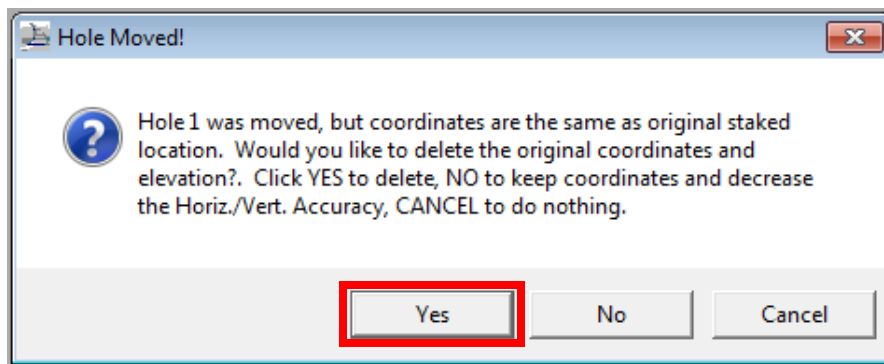 Hole Moved!
Hole 1 was moved, but coordinates are the same as original staked
location.  Would you like to delete the original coordinates and
elevation?.  Click YES to delete, NO to keep coordinates and decrease
the Horiz./Vert. Accuracy, CANCEL to do nothing.
Yes No Cancel